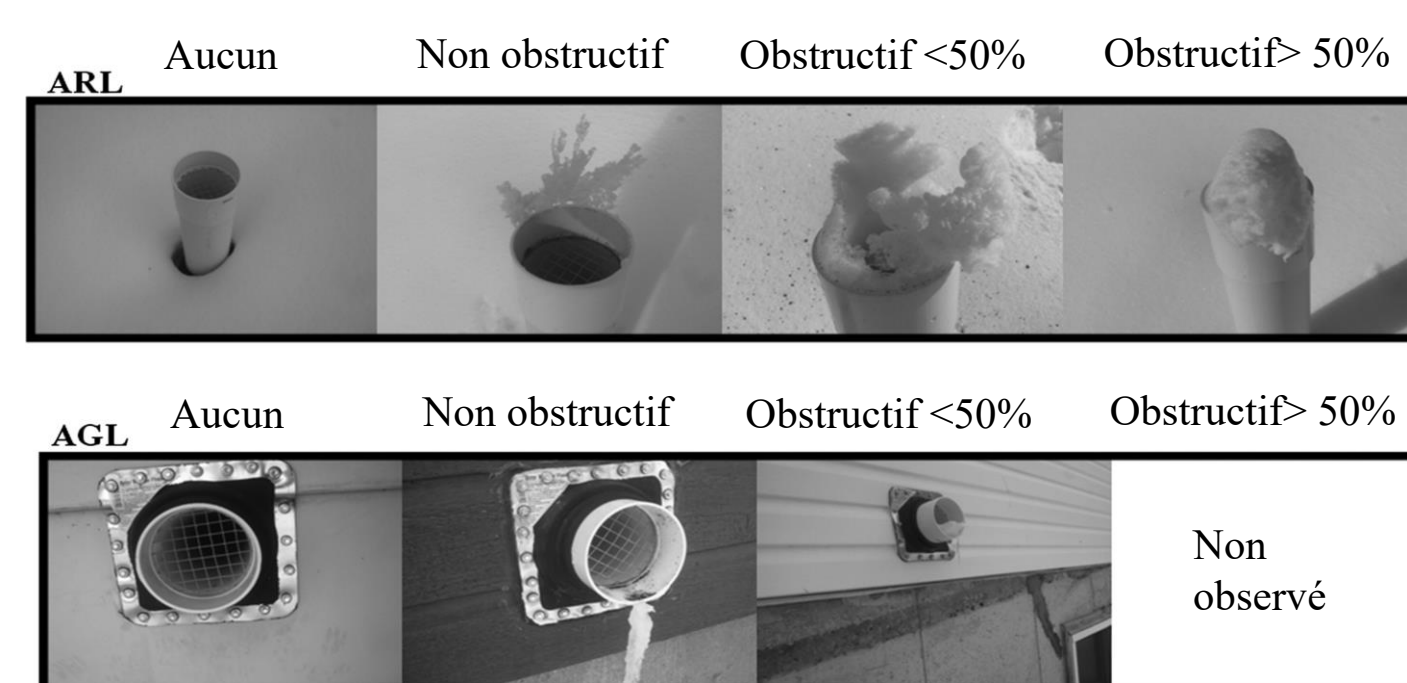 Aucun Non obstructif Obstructif <50% Obstructif> 50%
ARL
Aucun Non obstructif Obstructif <50% Obstructif> 50%
AGL
Non
observé